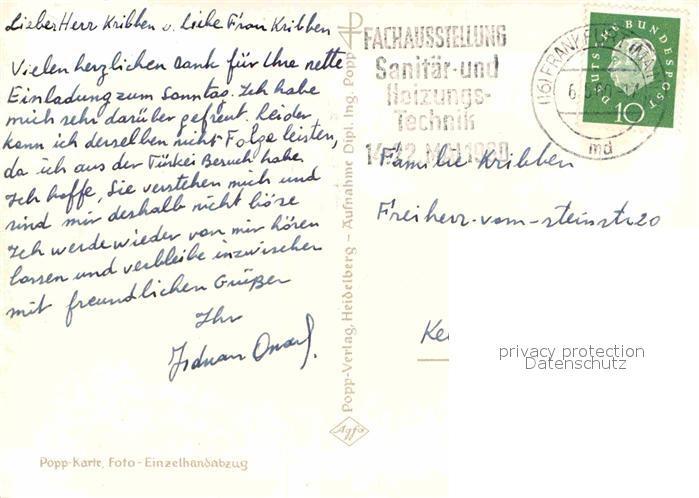 Lieber Herr Kribben u. Liebe Frau Kribben
Vielen herzlichen Dank für Ihre nette
Einladung zum Sonntag. Ich habe
mich sehr darüber gefreut. Leider
kann ich derselben nicht Folge leisten,
da ich aus der Türkei Besuch habe
Ich hoffe, Sie verstehen mich und
sind mir deshalb nicht böse
Ich werde wieder von mir hören
lassen und verbleibe inzwischen
mit freundlichen Grüßen
Ihr
Popp-Karte, Foto-Einzelhandabzug
Popp-Verlag, Heidelberg - Aufnahme Dipl. Ing. Popp
Agfa
FACHAUSSTELLUNG
Sanitär-und
Heizungs-
Technik
(16) FRANKFURT (MAIN)
md
DEUTSCHE BUNDESPOST
10
Familie Kribben
Freiherr-vom-steinstr 20
Ke
privacy protection
Datenschutz